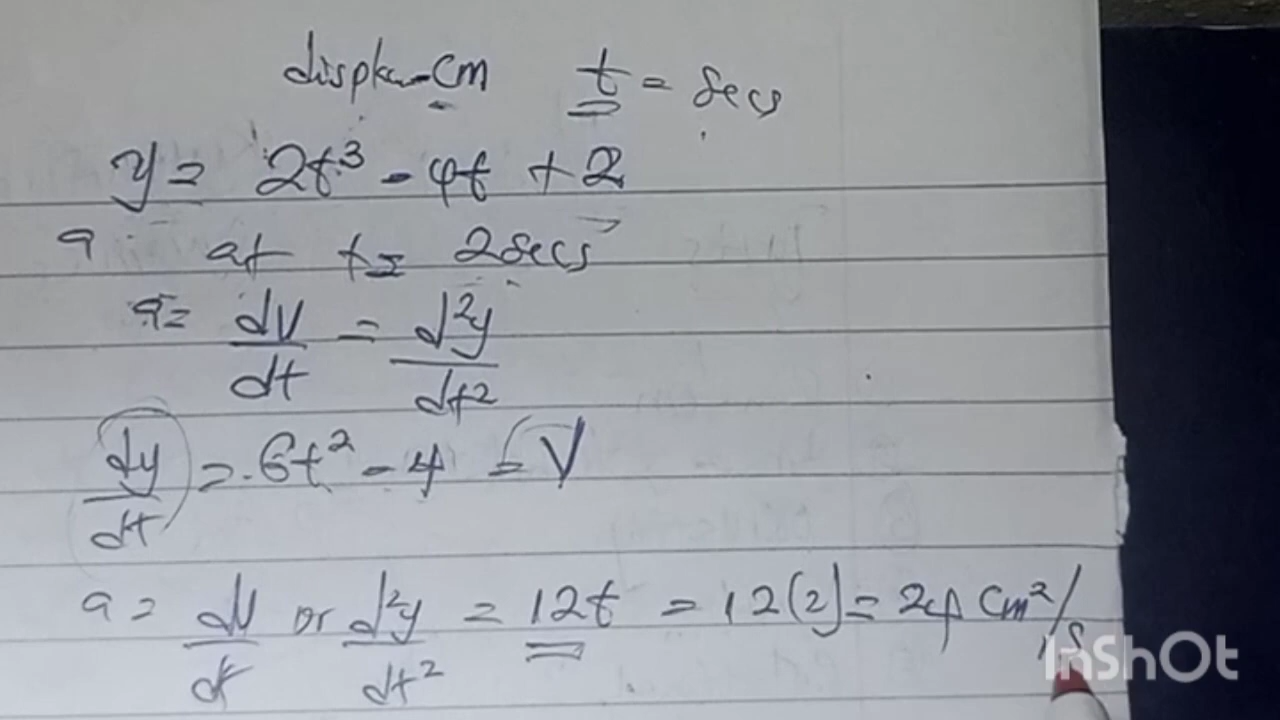 displa-cm t = secs
y = 2t³ - 4t + 2
a at t = 2secs
a = dV/dt = d²y/dt²
dy/dt = 6t² - 4 = V
a = dV/dt or d²y/dt² = 12t = 12(2) = 24 cm²/s
InShOt